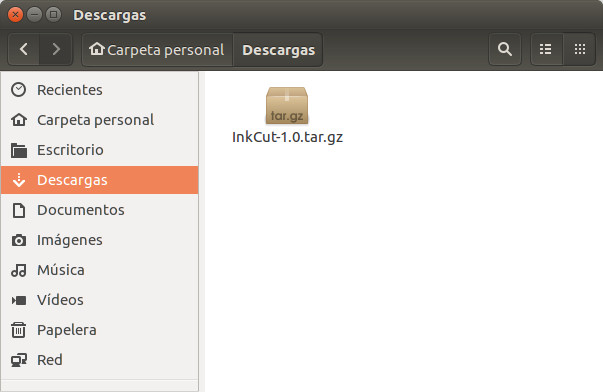 Descargas
Carpeta personal Descargas
Recientes
Carpeta personal
Escritorio
Descargas
Documentos
Imágenes
Música
Vídeos
Papelera
Red
tar.gz
InkCut-1.0.tar.gz